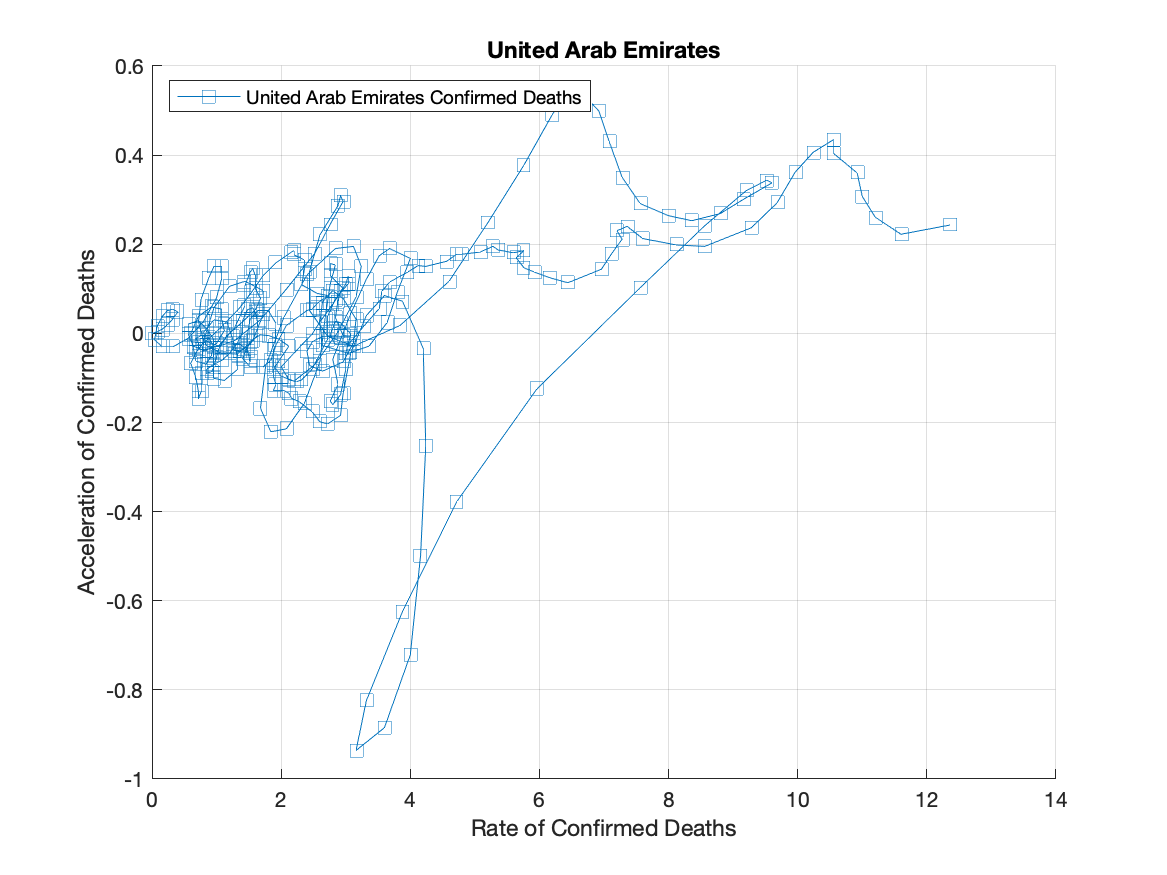 United Arab Emirates
United Arab Emirates Confirmed Deaths
0.6
0.4
0.2
0
-0.2
-0.4
-0.6
-0.8
-1
Acceleration of Confirmed Deaths
0 2 4 6 8 10 12 14
Rate of Confirmed Deaths